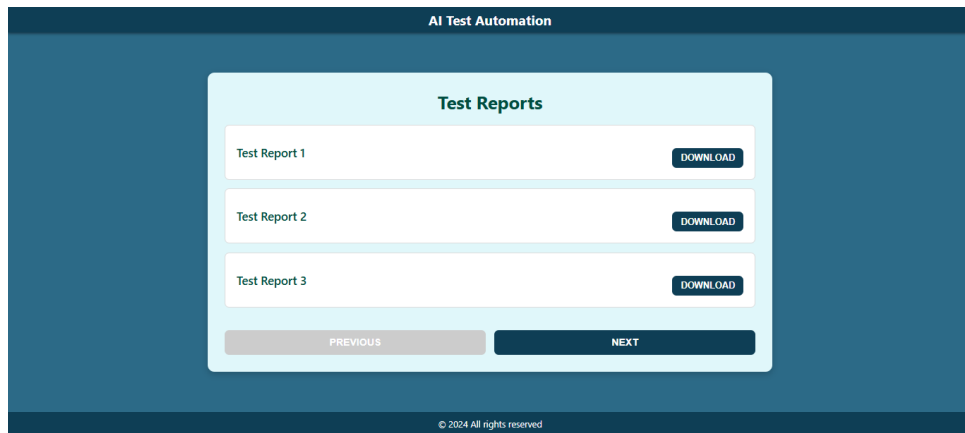 AI Test Automation
Test Reports
Test Report 1
DOWNLOAD
Test Report 2
DOWNLOAD
Test Report 3
DOWNLOAD
PREVIOUS NEXT
© 2024 All rights reserved